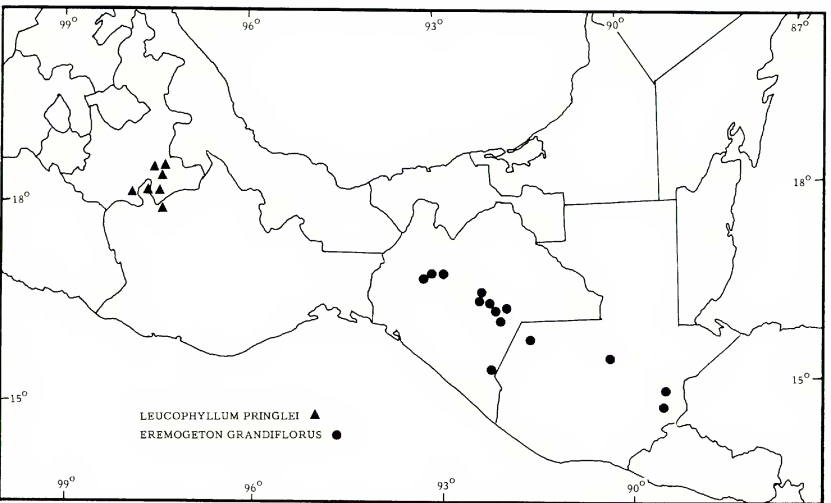 99° 96° 93° 90° 87°
18° 18°
15° 15°
LEUCOPHYLLUM PRINGLEI ▲
EREMOGETON GRANDIFLORUS ●
99° 96° 93° 90°